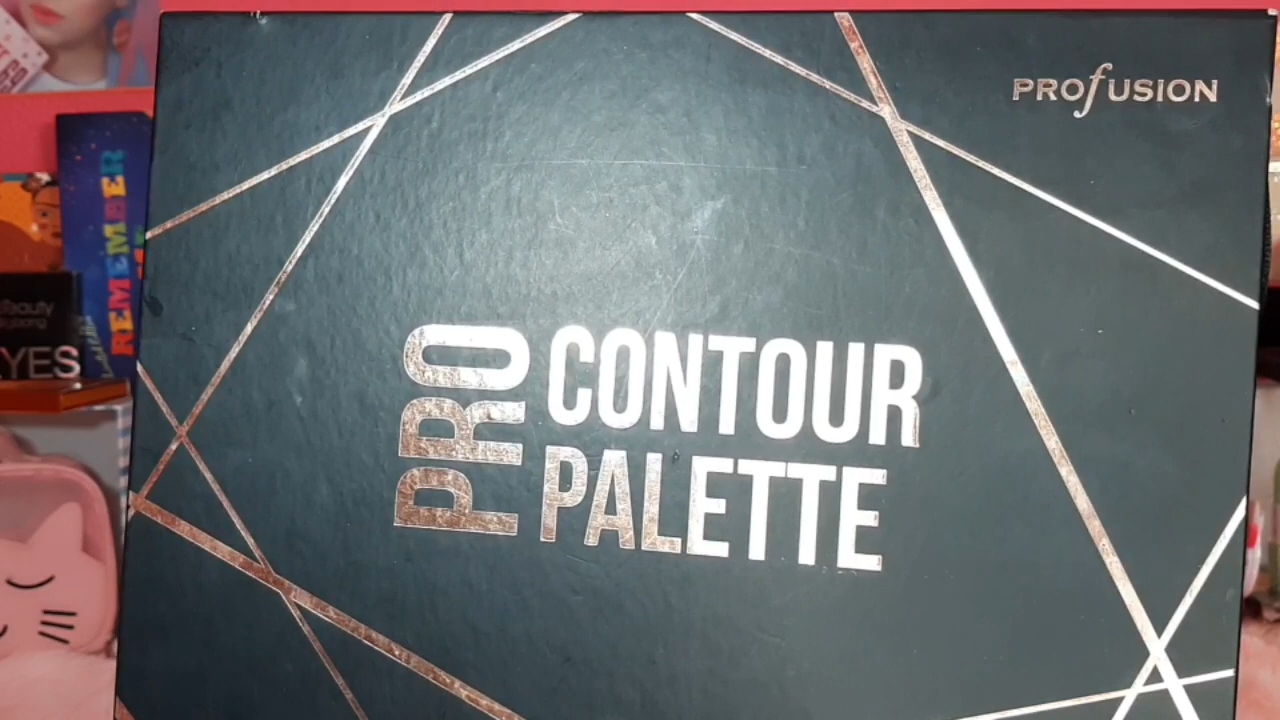 PROfUSION
PRO
CONTOUR
PALETTE
REMEMBER
YES